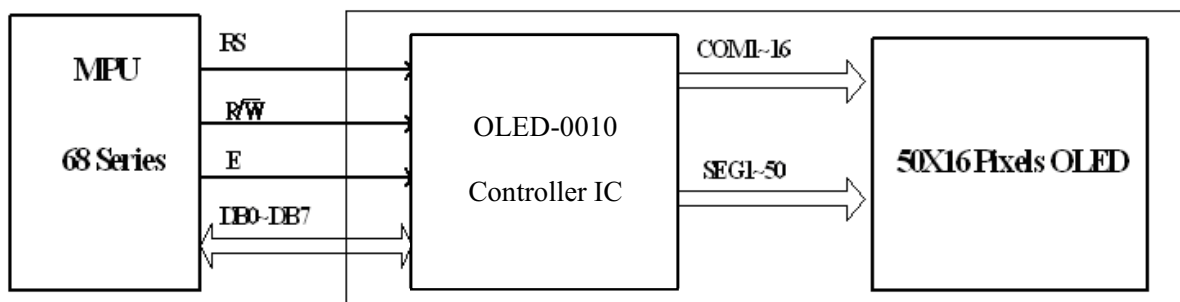 MPU
68 Series
RS
R/W̅
E
DB0~DB7
OLED-0010
Controller IC
COM1~16
SEG1~50
50X16 Pixels OLED